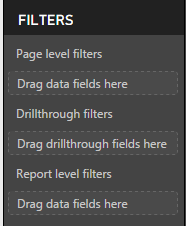 FILTERS
Page level filters
Drag data fields here
Drillthrough filters
Drag drillthrough fields here
Report level filters
Drag data fields here